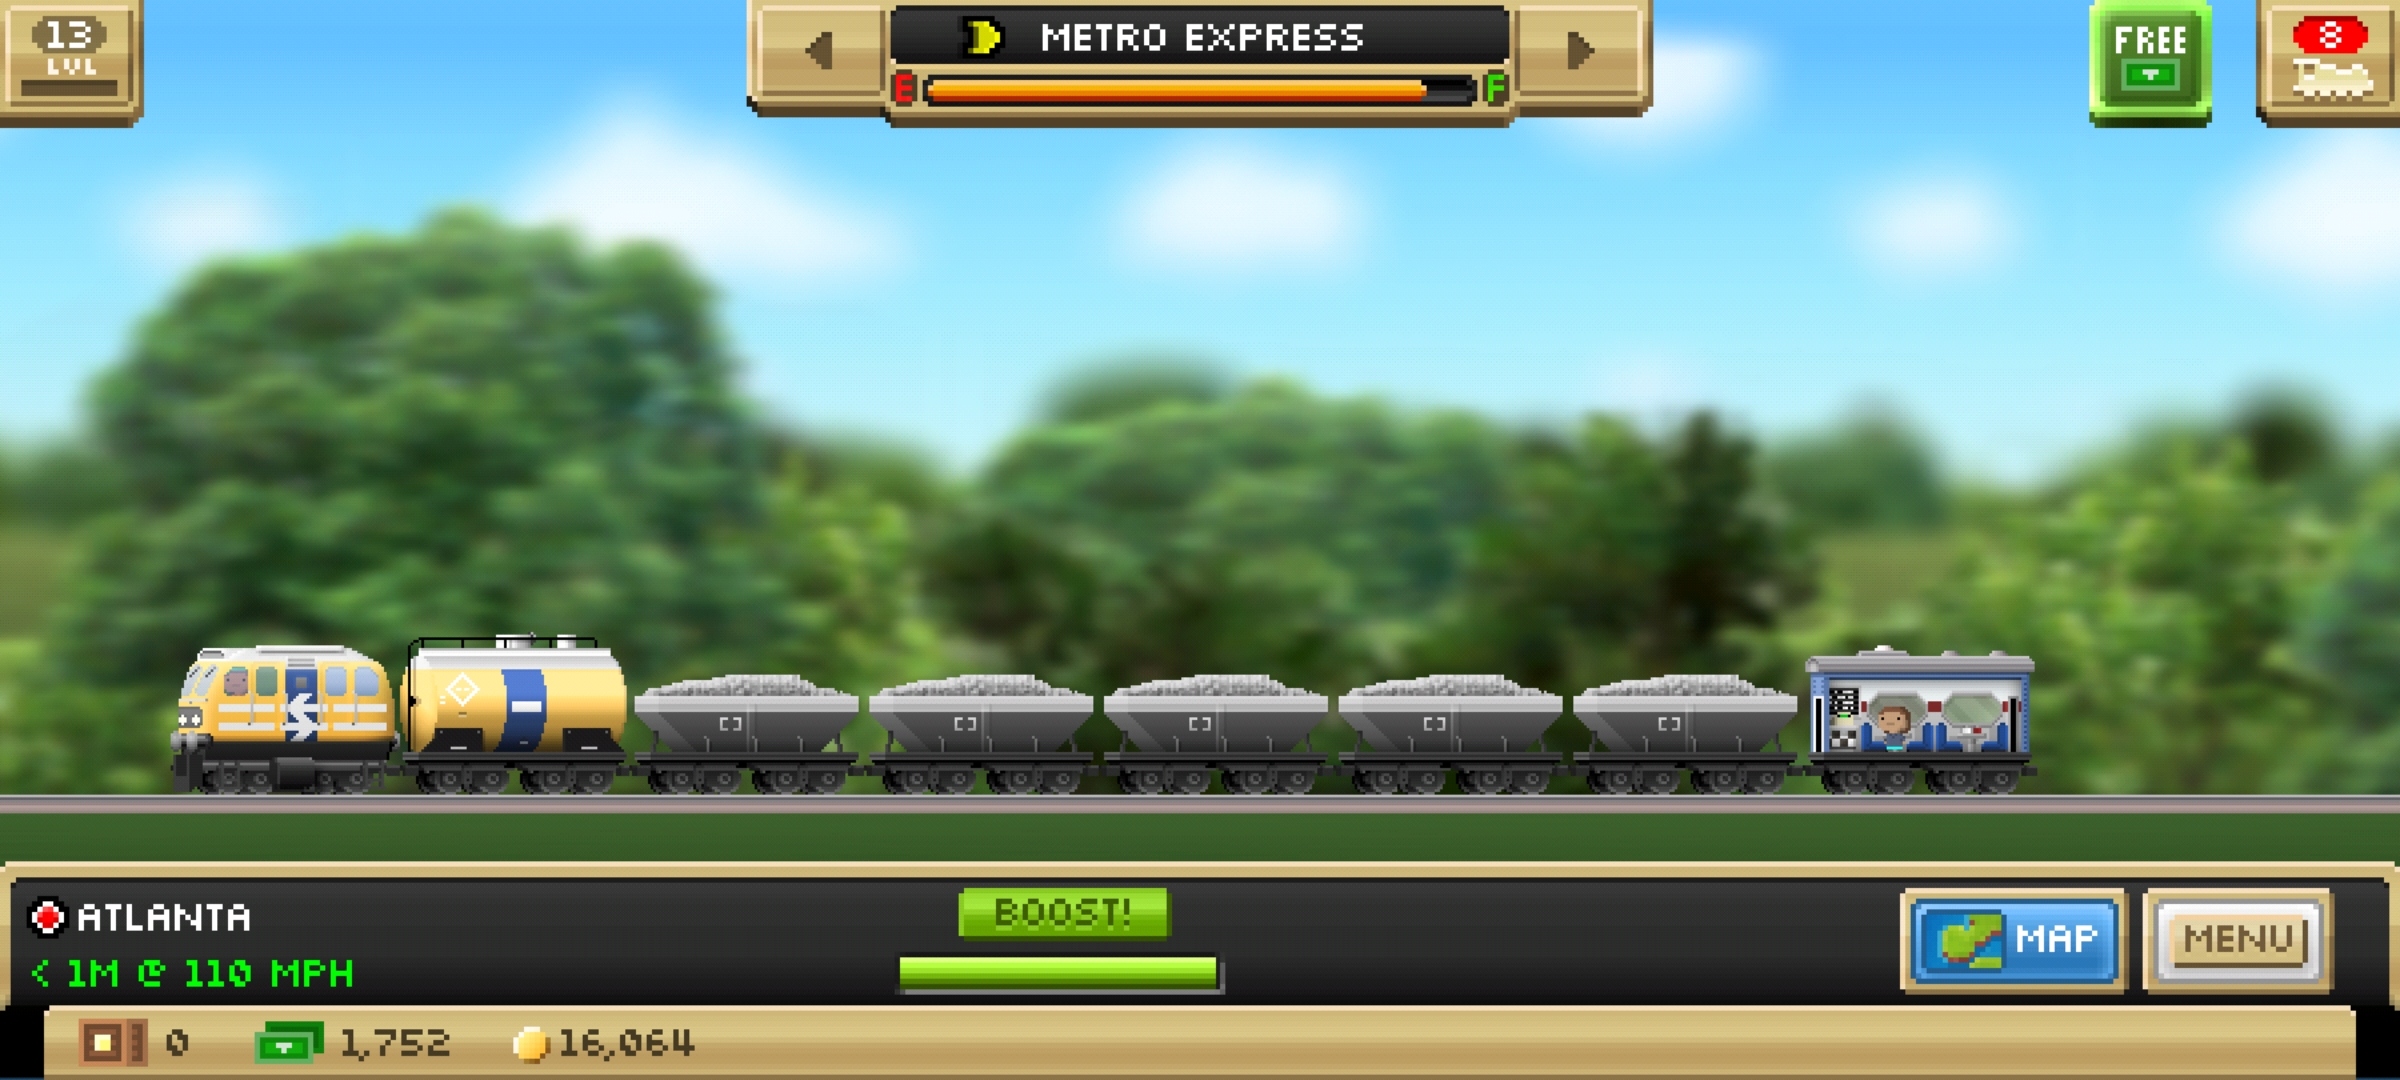 13
LVL
METRO EXPRESS
E F
FREE
8
ATLANTA
< 1M @ 110 MPH
BOOST!
MAP
MENU
0
1,752
16,064